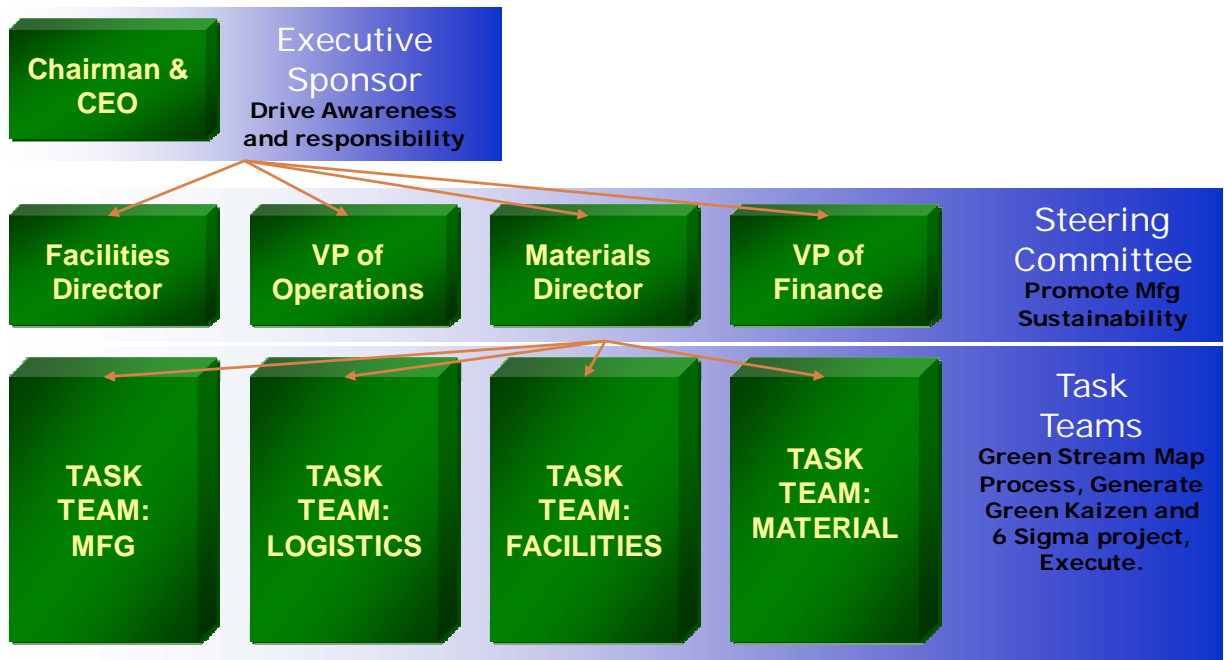 Chairman &
CEO
Executive
Sponsor
Drive Awareness
and responsibility
Facilities
Director
VP of
Operations
Materials
Director
VP of
Finance
Steering
Committee
Promote Mfg
Sustainability
TASK
TEAM:
MFG
TASK
TEAM:
LOGISTICS
TASK
TEAM:
FACILITIES
TASK
TEAM:
MATERIAL
Task
Teams
Green Stream Map
Process, Generate
Green Kaizen and
6 Sigma project,
Execute.